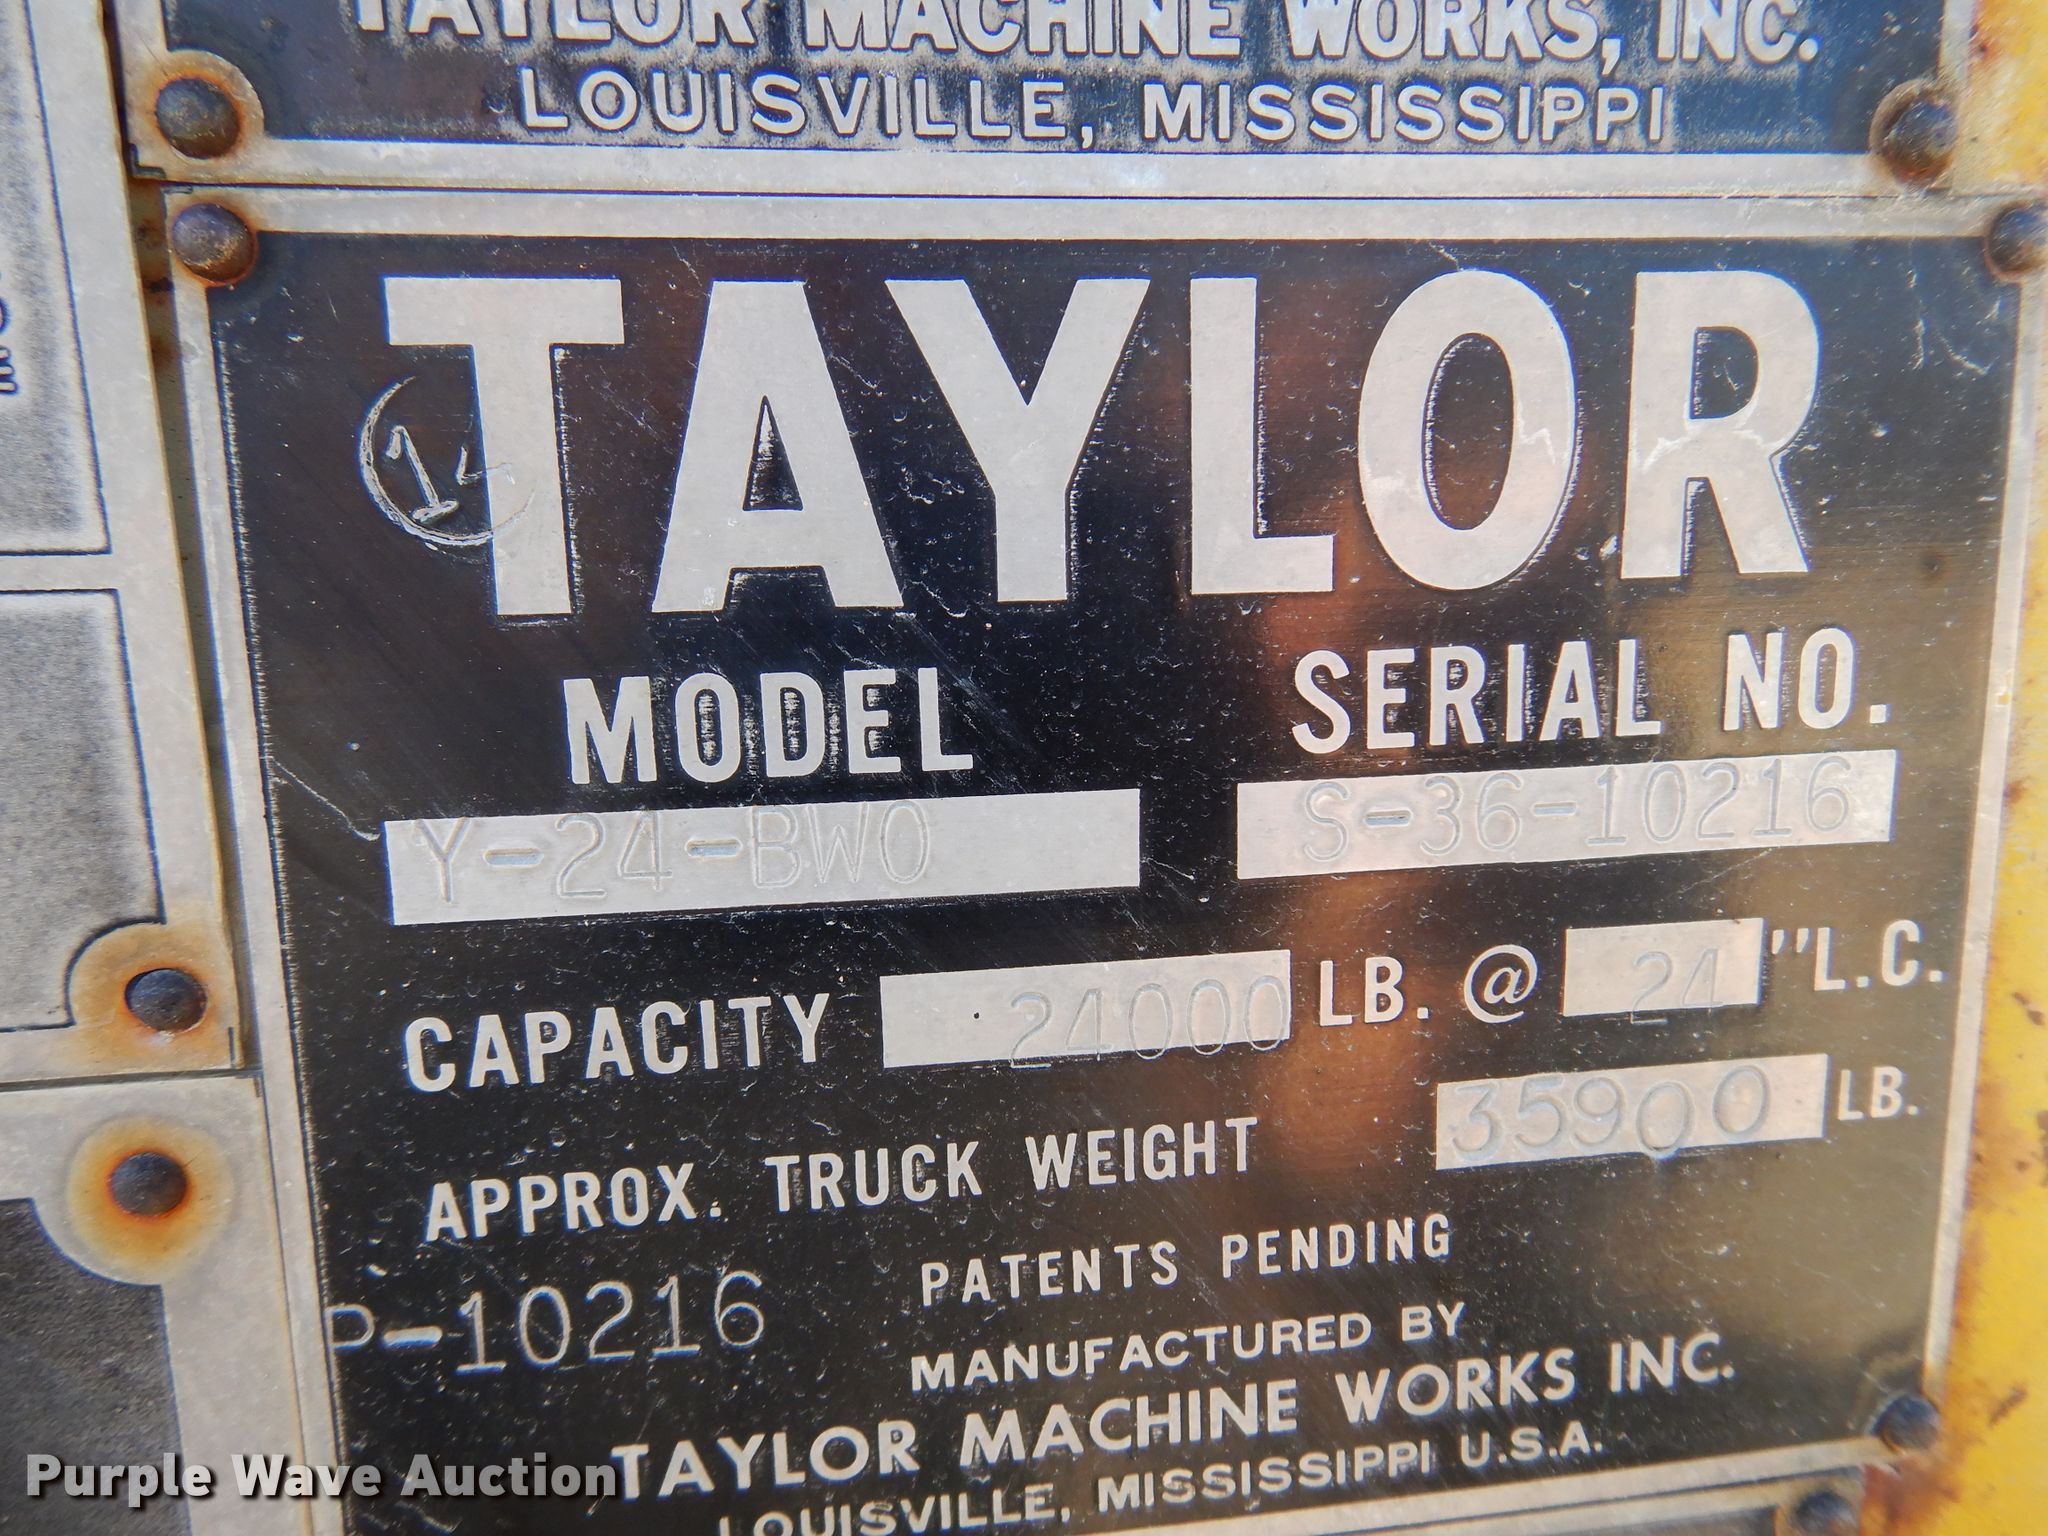 TAYLOR MACHINE WORKS, INC.
LOUISVILLE, MISSISSIPPI
TAYLOR
MODEL SERIAL NO.
Y-24-BWO S-36-10216
CAPACITY 24000 LB. @ 24 "L.C.
APPROX. TRUCK WEIGHT 35900 LB.
P-10216
PATENTS PENDING
MANUFACTURED BY
TAYLOR MACHINE WORKS INC.
LOUISVILLE, MISSISSIPPI U.S.A.
Purple Wave Auction